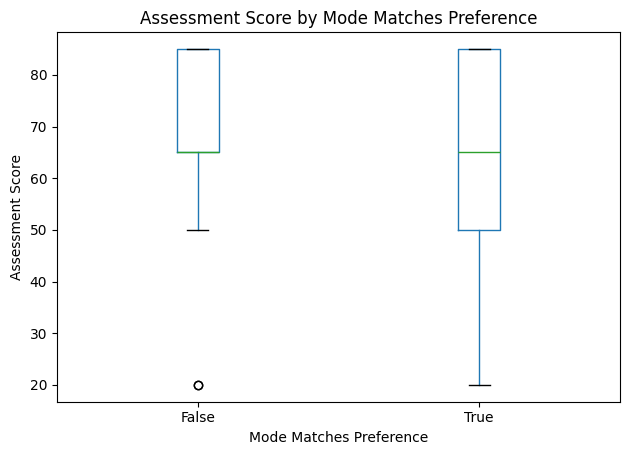 Assessment Score by Mode Matches Preference
80
70
60
50
40
30
20
Assessment Score
False
True
Mode Matches Preference